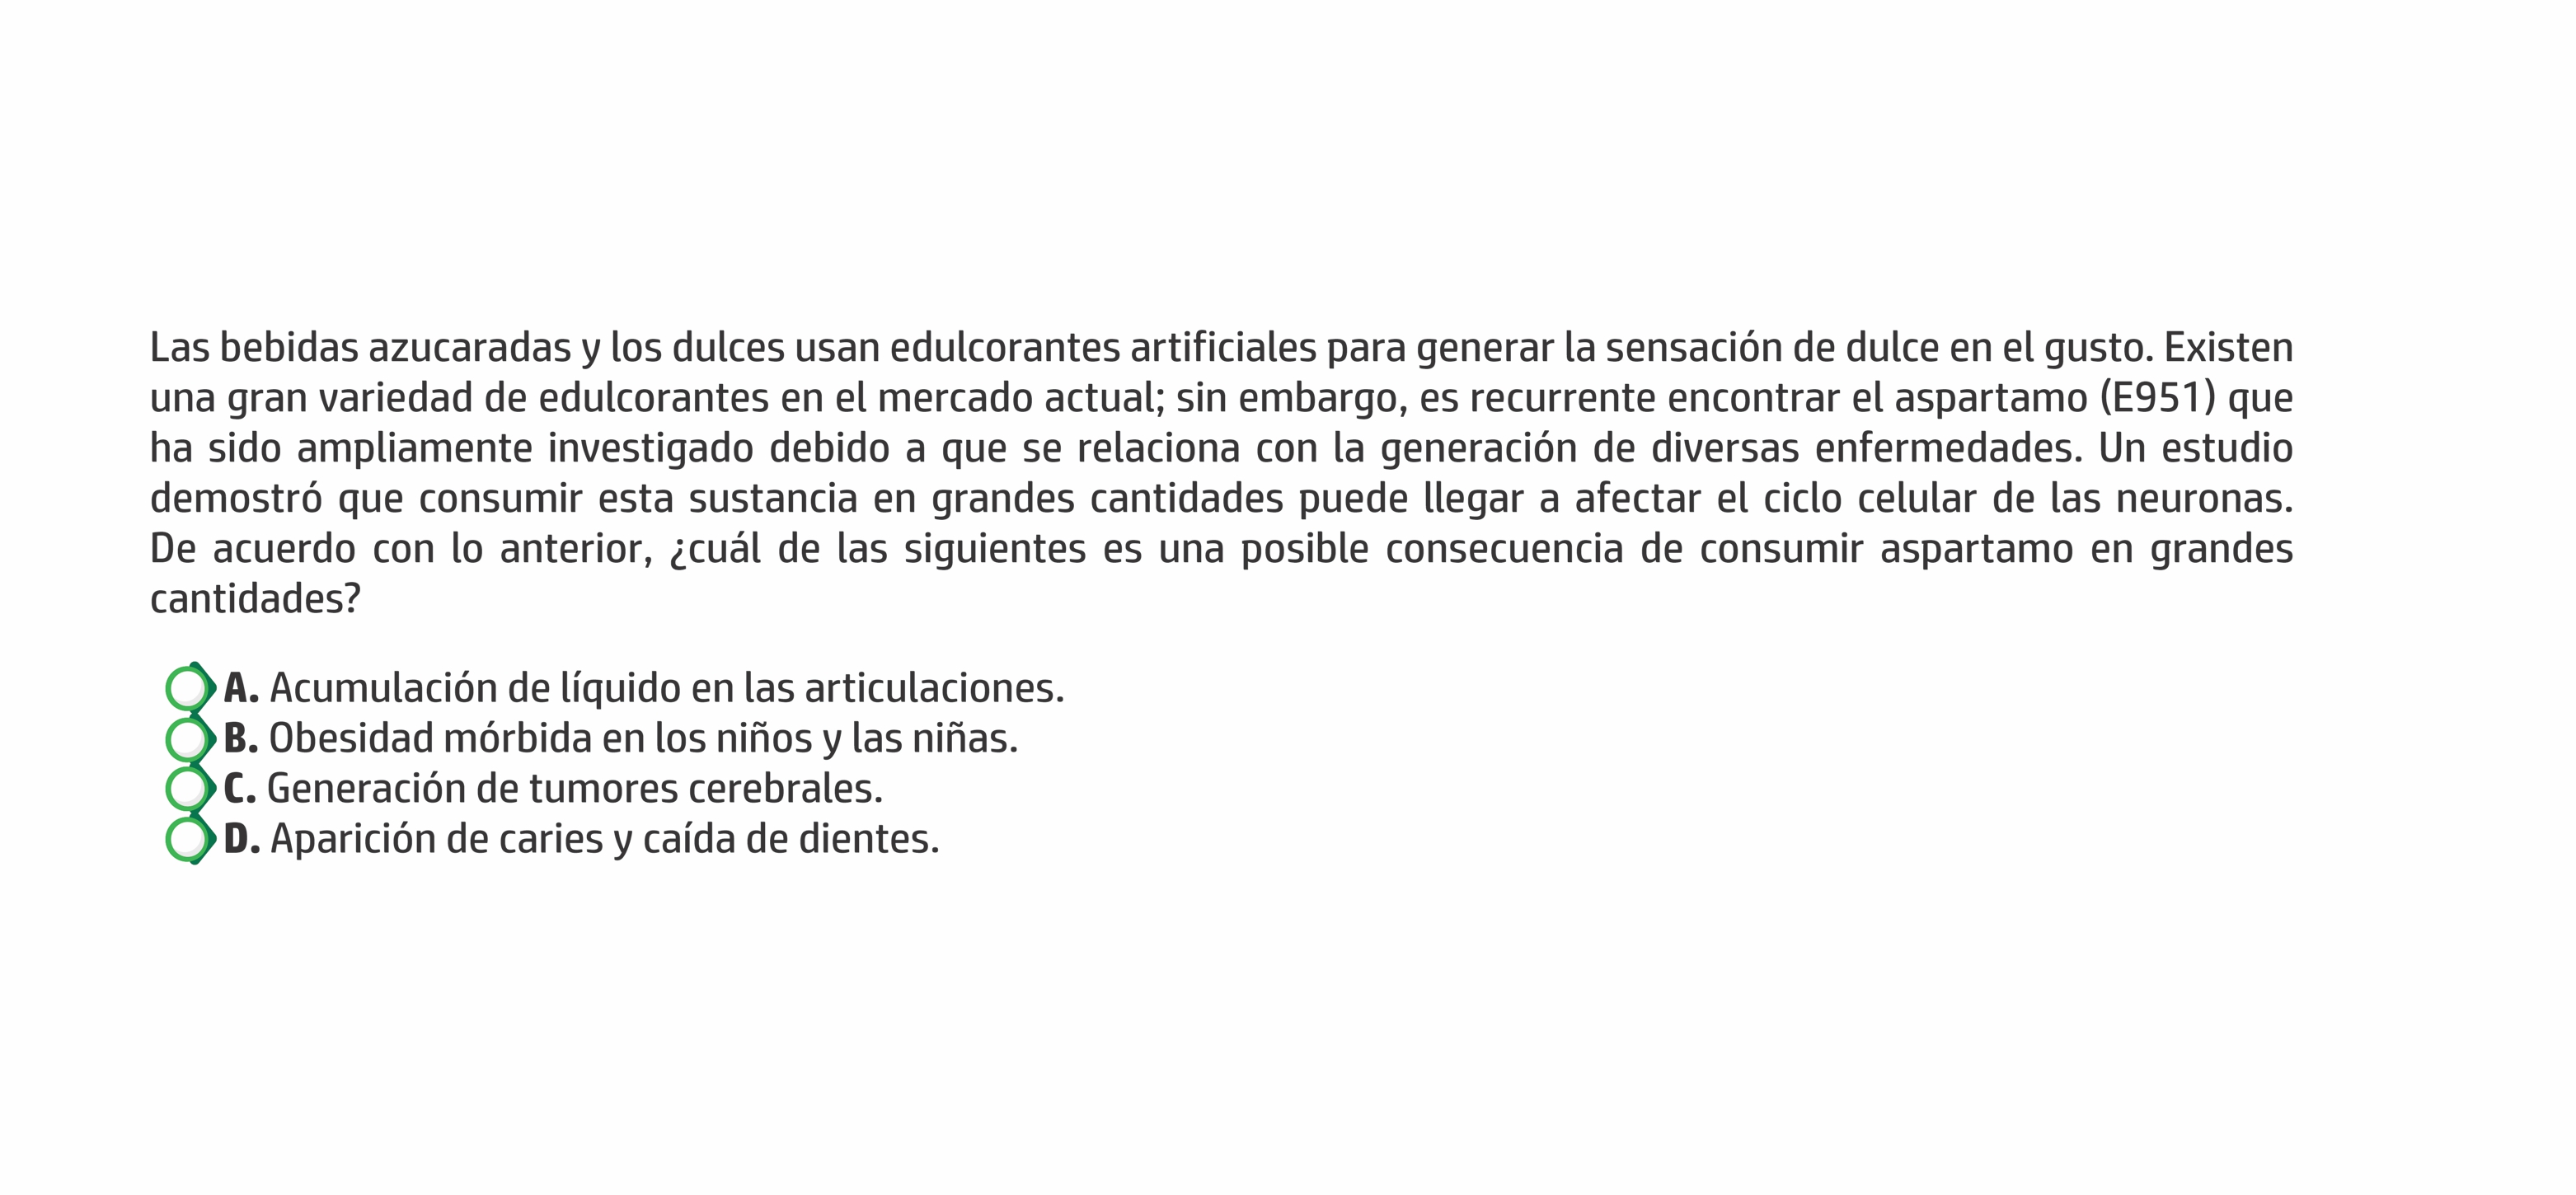 Las bebidas azucaradas y los dulces usan edulcorantes artificiales para generar la sensación de dulce en el gusto. Existen
una gran variedad de edulcorantes en el mercado actual; sin embargo, es recurrente encontrar el aspartamo (E951) que
ha sido ampliamente investigado debido a que se relaciona con la generación de diversas enfermedades. Un estudio
demostró que consumir esta sustancia en grandes cantidades puede llegar a afectar el ciclo celular de las neuronas.
De acuerdo con lo anterior, ¿cuál de las siguientes es una posible consecuencia de consumir aspartamo en grandes
cantidades?
A. Acumulación de líquido en las articulaciones.
B. Obesidad mórbida en los niños y las niñas.
C. Generación de tumores cerebrales.
D. Aparición de caries y caída de dientes.